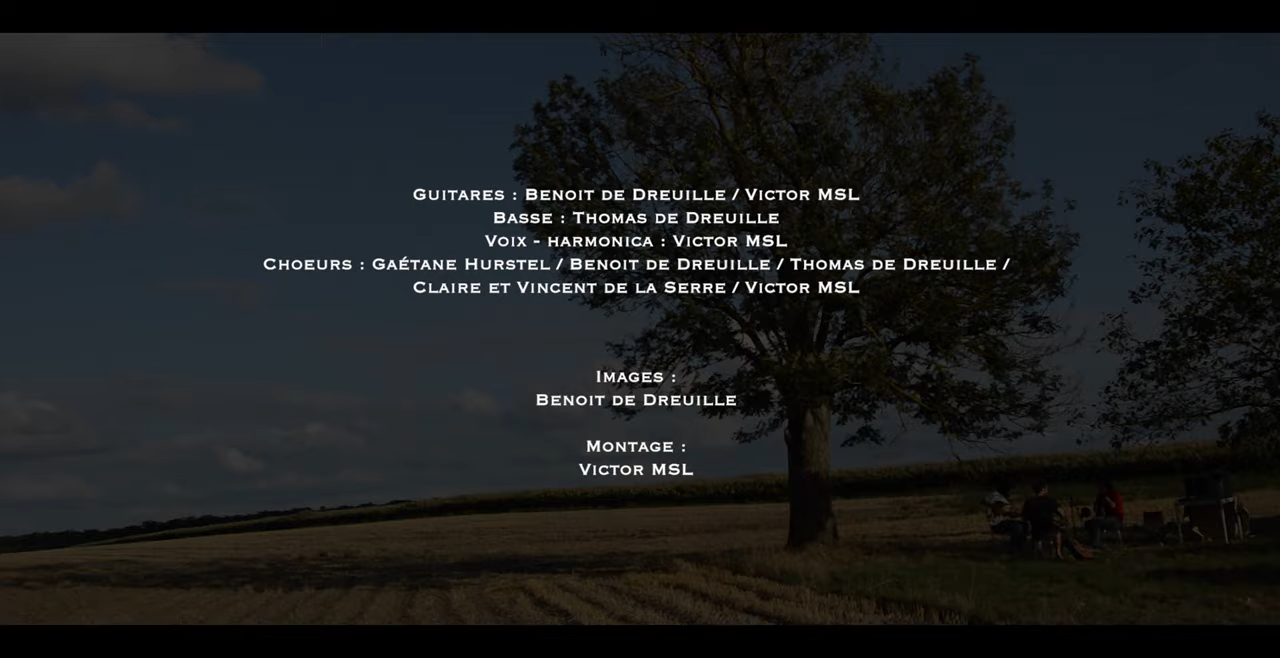 Guitares : Benoit de Dreuille / Victor MSL
Basse : Thomas de Dreuille
Voix - harmonica : Victor MSL
Choeurs : Gaétane Hurstel / Benoit de Dreuille / Thomas de Dreuille /
Claire et Vincent de la Serre / Victor MSL
Images :
Benoit de Dreuille
Montage :
Victor MSL